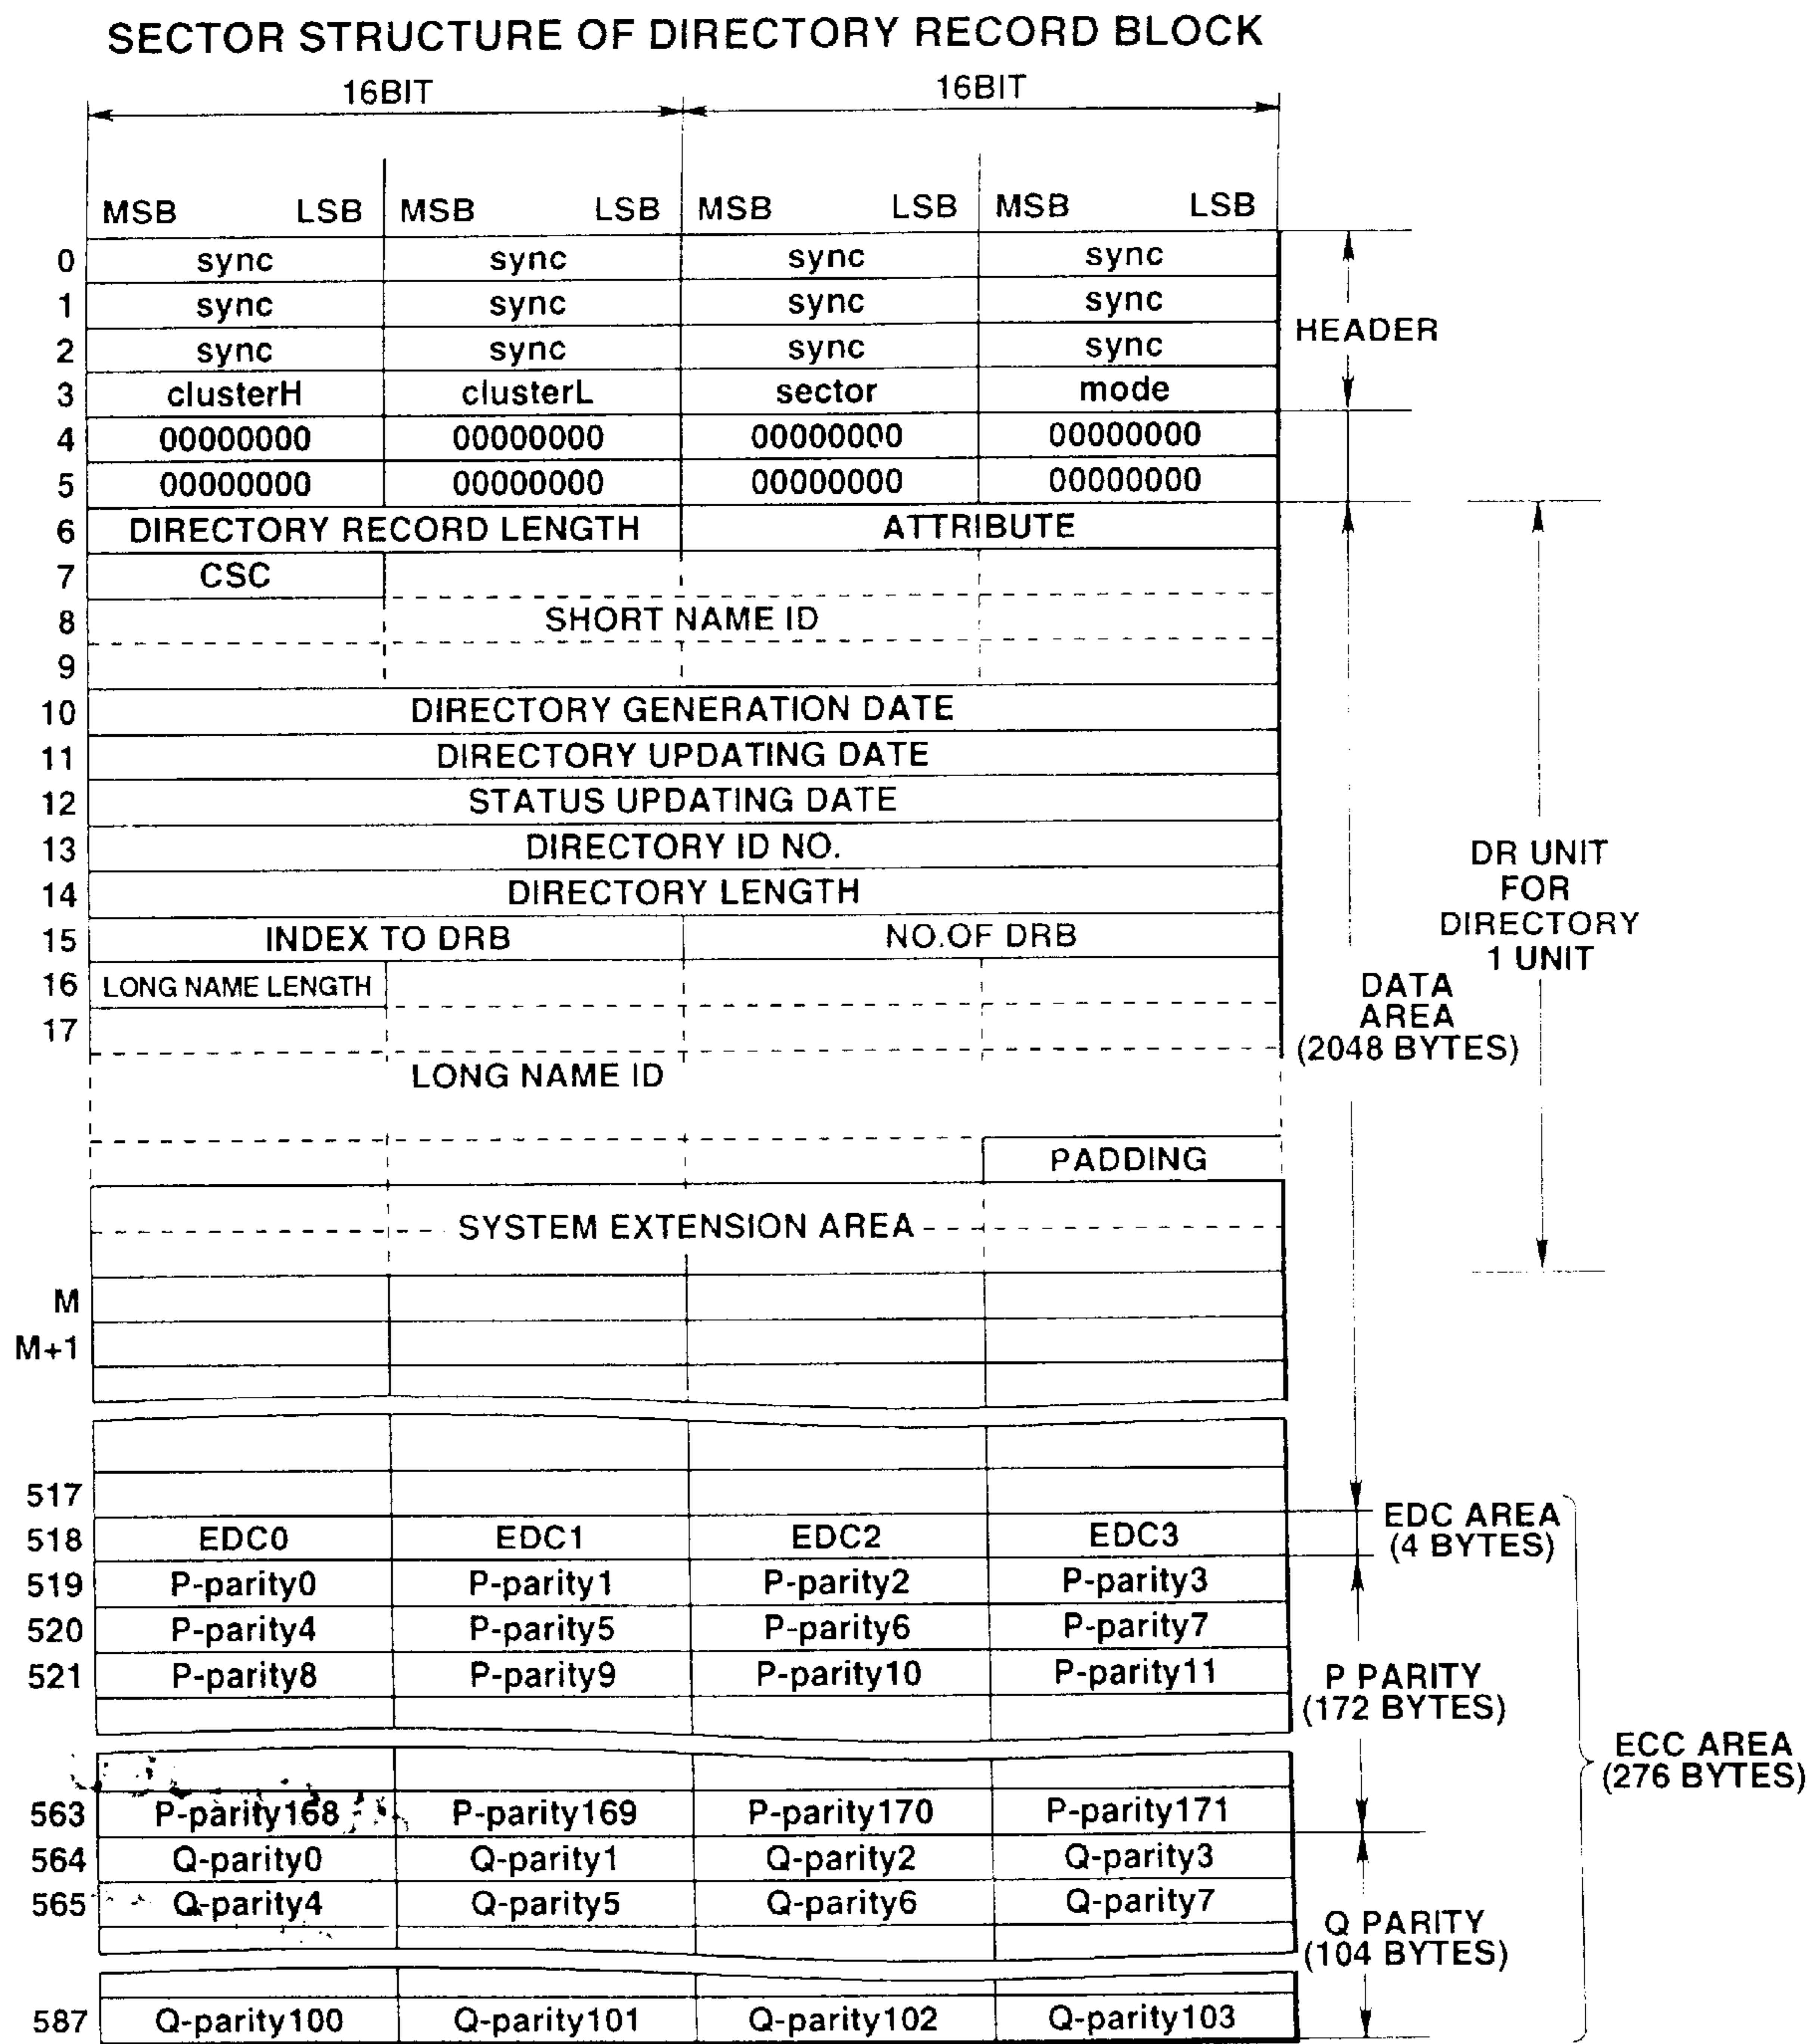 SECTOR STRUCTURE OF DIRECTORY RECORD BLOCK
16BIT 16BIT
MSB LSB MSB LSB MSB LSB MSB LSB
0 sync sync sync sync
1 sync sync sync sync
HEADER
2 sync sync sync sync
3 clusterH clusterL sector mode
4 00000000 00000000 00000000 00000000
5 00000000 00000000 00000000 00000000
6 DIRECTORY RECORD LENGTH ATTRIBUTE
7 CSC
8 SHORT NAME ID
9
10 DIRECTORY GENERATION DATE
11 DIRECTORY UPDATING DATE
12 STATUS UPDATING DATE
13 DIRECTORY ID NO.
14 DIRECTORY LENGTH
15 INDEX TO DRB NO.OF DRB
DR UNIT
FOR
DIRECTORY
1 UNIT
16 LONG NAME LENGTH
17
DATA
AREA
(2048 BYTES)
LONG NAME ID
PADDING
SYSTEM EXTENSION AREA
M
M+1
517
518 EDC0 EDC1 EDC2 EDC3
EDC AREA
(4 BYTES)
519 P-parity0 P-parity1 P-parity2 P-parity3
520 P-parity4 P-parity5 P-parity6 P-parity7
521 P-parity8 P-parity9 P-parity10 P-parity11
P PARITY
(172 BYTES)
ECC AREA
(276 BYTES)
563 P-parity168 P-parity169 P-parity170 P-parity171
564 Q-parity0 Q-parity1 Q-parity2 Q-parity3
565 Q-parity4 Q-parity5 Q-parity6 Q-parity7
Q PARITY
(104 BYTES)
587 Q-parity100 Q-parity101 Q-parity102 Q-parity103